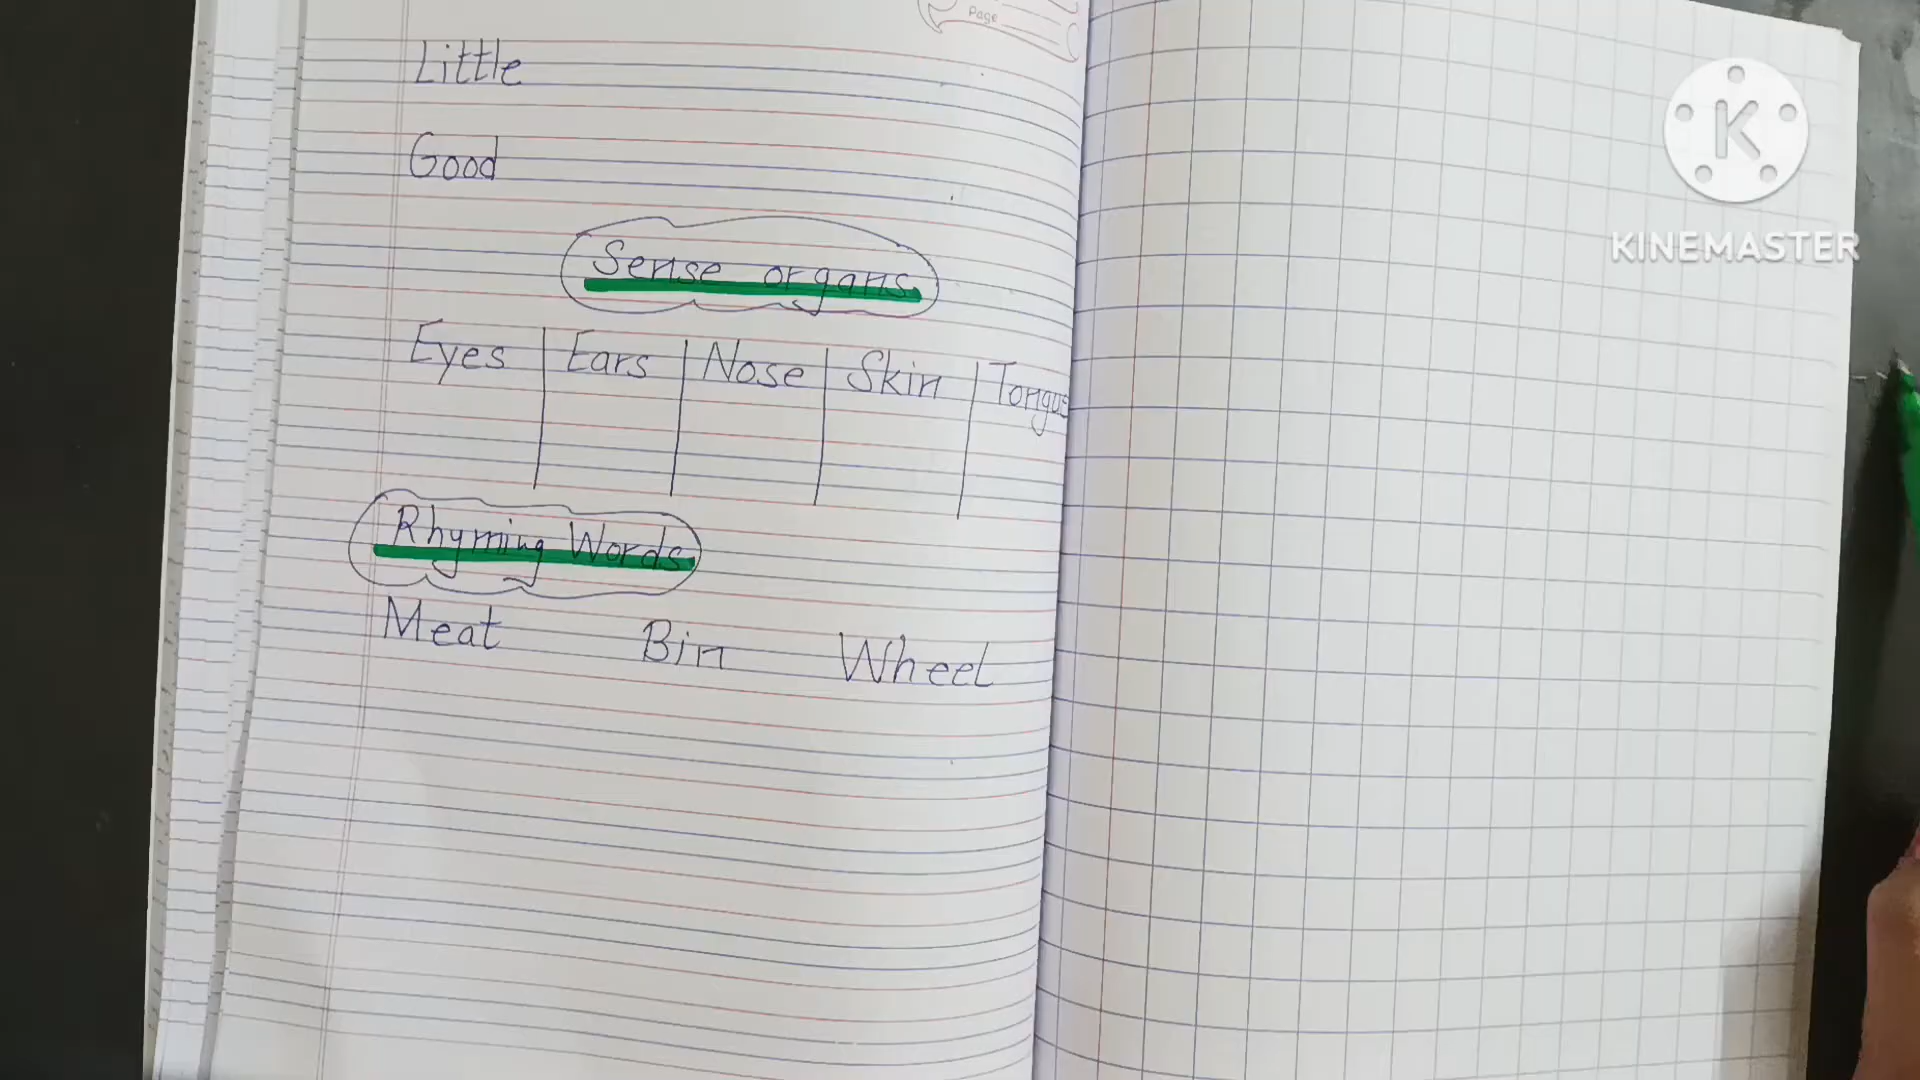 Page
Little
Good
Sense organs
Eyes Ears Nose Skin Tongue
Rhyming Words
Meat Bin Wheel
K
KINEMASTER